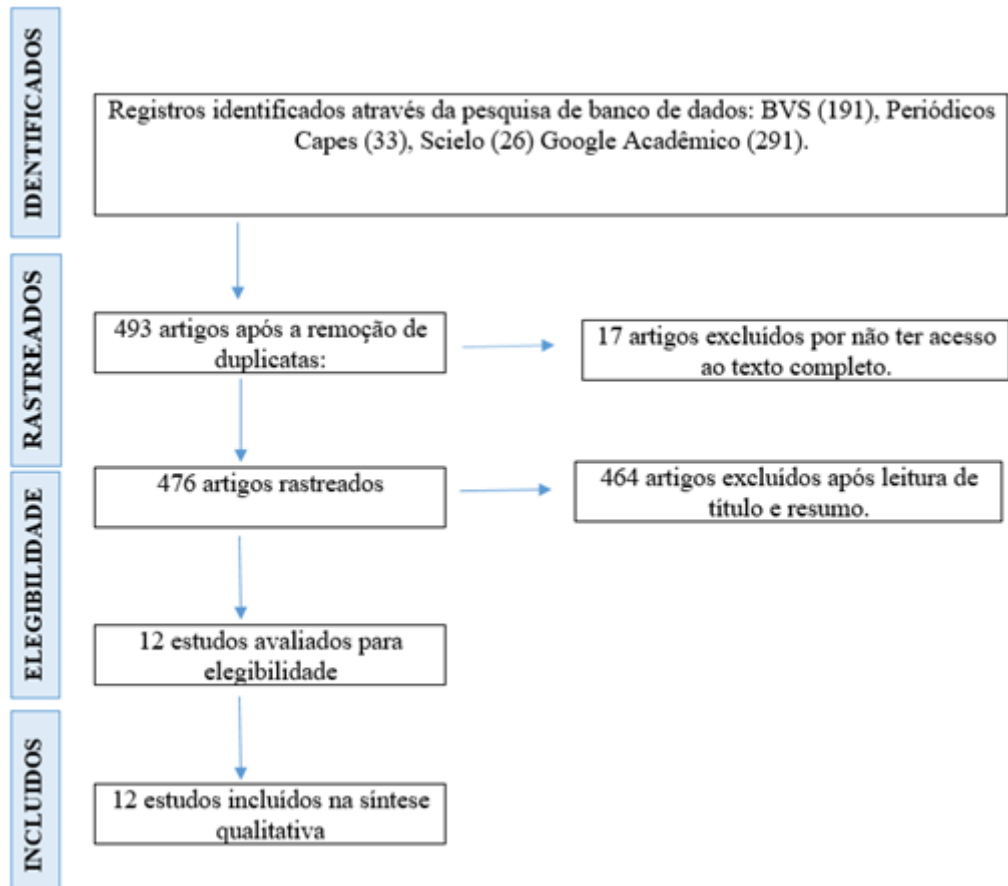 IDENTIFICADOS
Registros identificados através da pesquisa de banco de dados: BVS (191), Periódicos
Capes (33), Scielo (26) Google Acadêmico (291).
RASTREADOS
493 artigos após a remoção de
duplicatas:
17 artigos excluídos por não ter acesso
ao texto completo.
ELEGIBILIDADE
476 artigos rastreados
464 artigos excluídos após leitura de
título e resumo.
12 estudos avaliados para
elegibilidade
INCLUIDOS
12 estudos incluídos na síntese
qualitativa